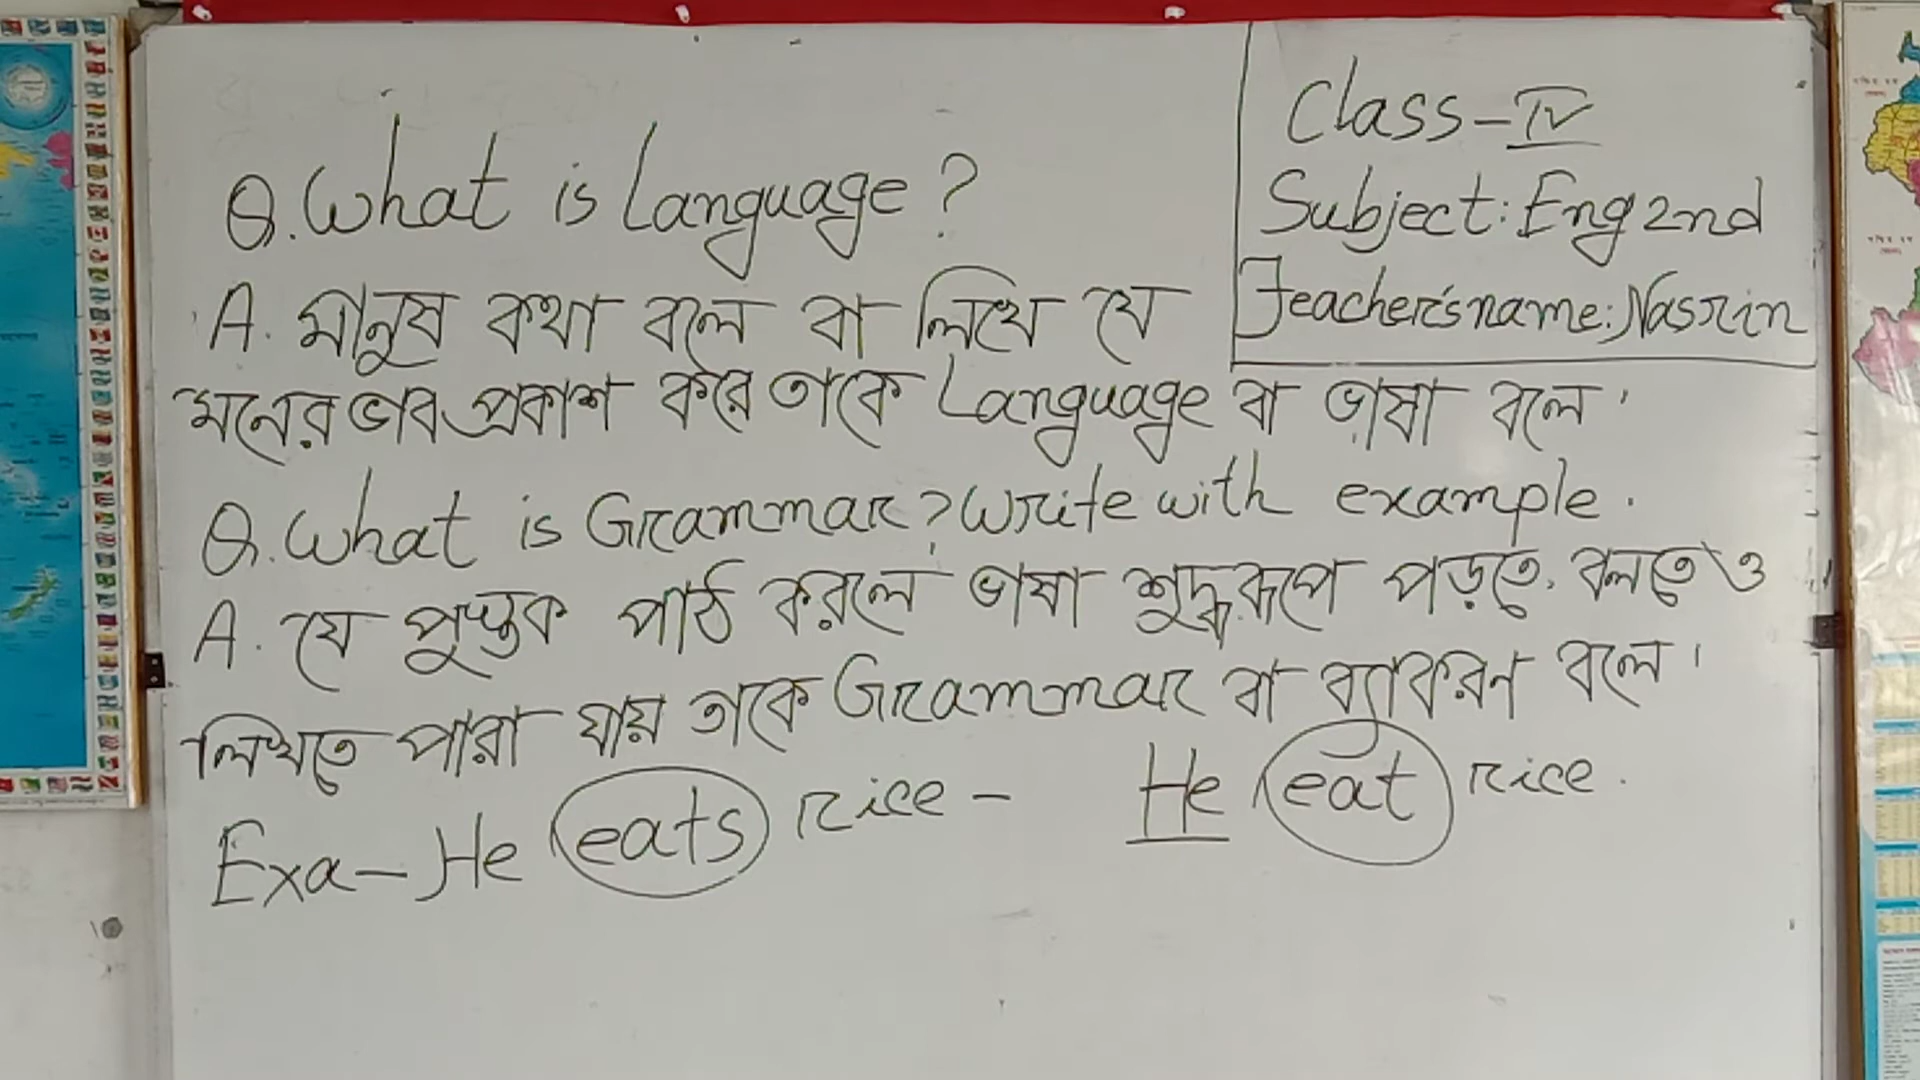 Class-IV
Subject: Eng 2nd
Teacher's name: Nasrin
Q. What is Language?
A. মানুষ কথা বলে বা লিখে যে
মনের ভাব প্রকাশ করে তাকে Language বা ভাষা বলে।
Q. What is Grammar? Write with example.
A. যে পুস্তক পাঠ করলে ভাষা শুদ্ধরূপে পড়তে, বলতে ও
লিখতে পারা যায় তাকে Grammar বা ব্যাকরণ বলে।
Exa- He eats rice - He eat rice.